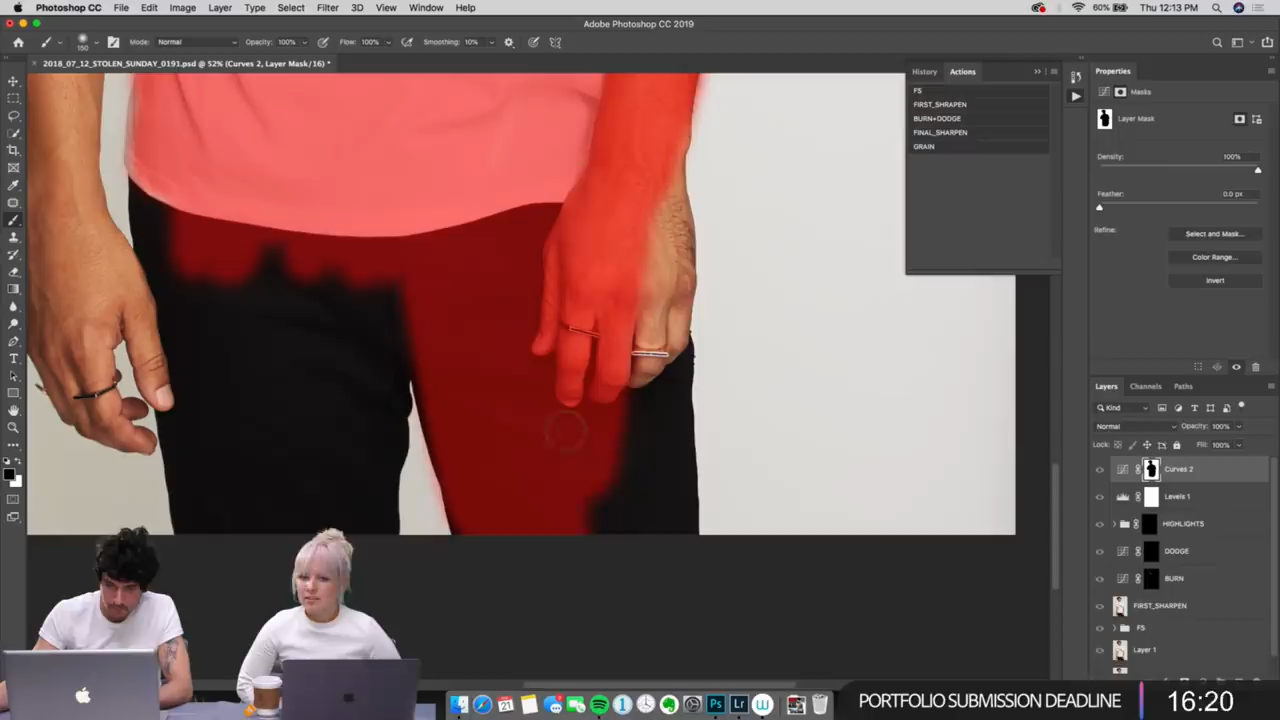 Photoshop CC File Edit Image Layer Type Select Filter 3D View Window Help 60% Thu 12:13 PM
Adobe Photoshop CC 2019
150 Mode: Normal Opacity: 100% Flow: 100% Smoothing: 10%
2018_07_12_STOLEN_SUNDAY_0191.psd @ 52% (Curves 2, Layer Mask/16) *
History Actions
FS
FIRST_SHRAPEN
BURN+DODGE
FINAL_SHARPEN
GRAIN
Properties
Masks
Layer Mask
Density: 100%
Feather: 0.0 px
Refine: Select and Mask...
Color Range...
Invert
Layers Channels Paths
Kind
Normal Opacity: 100%
Lock: Fill: 100%
Curves 2
Levels 1
HIGHLIGHTS
DODGE
BURN
FIRST_SHARPEN
FS
Layer 1
Ps Lr
PORTFOLIO SUBMISSION DEADLINE 16:20